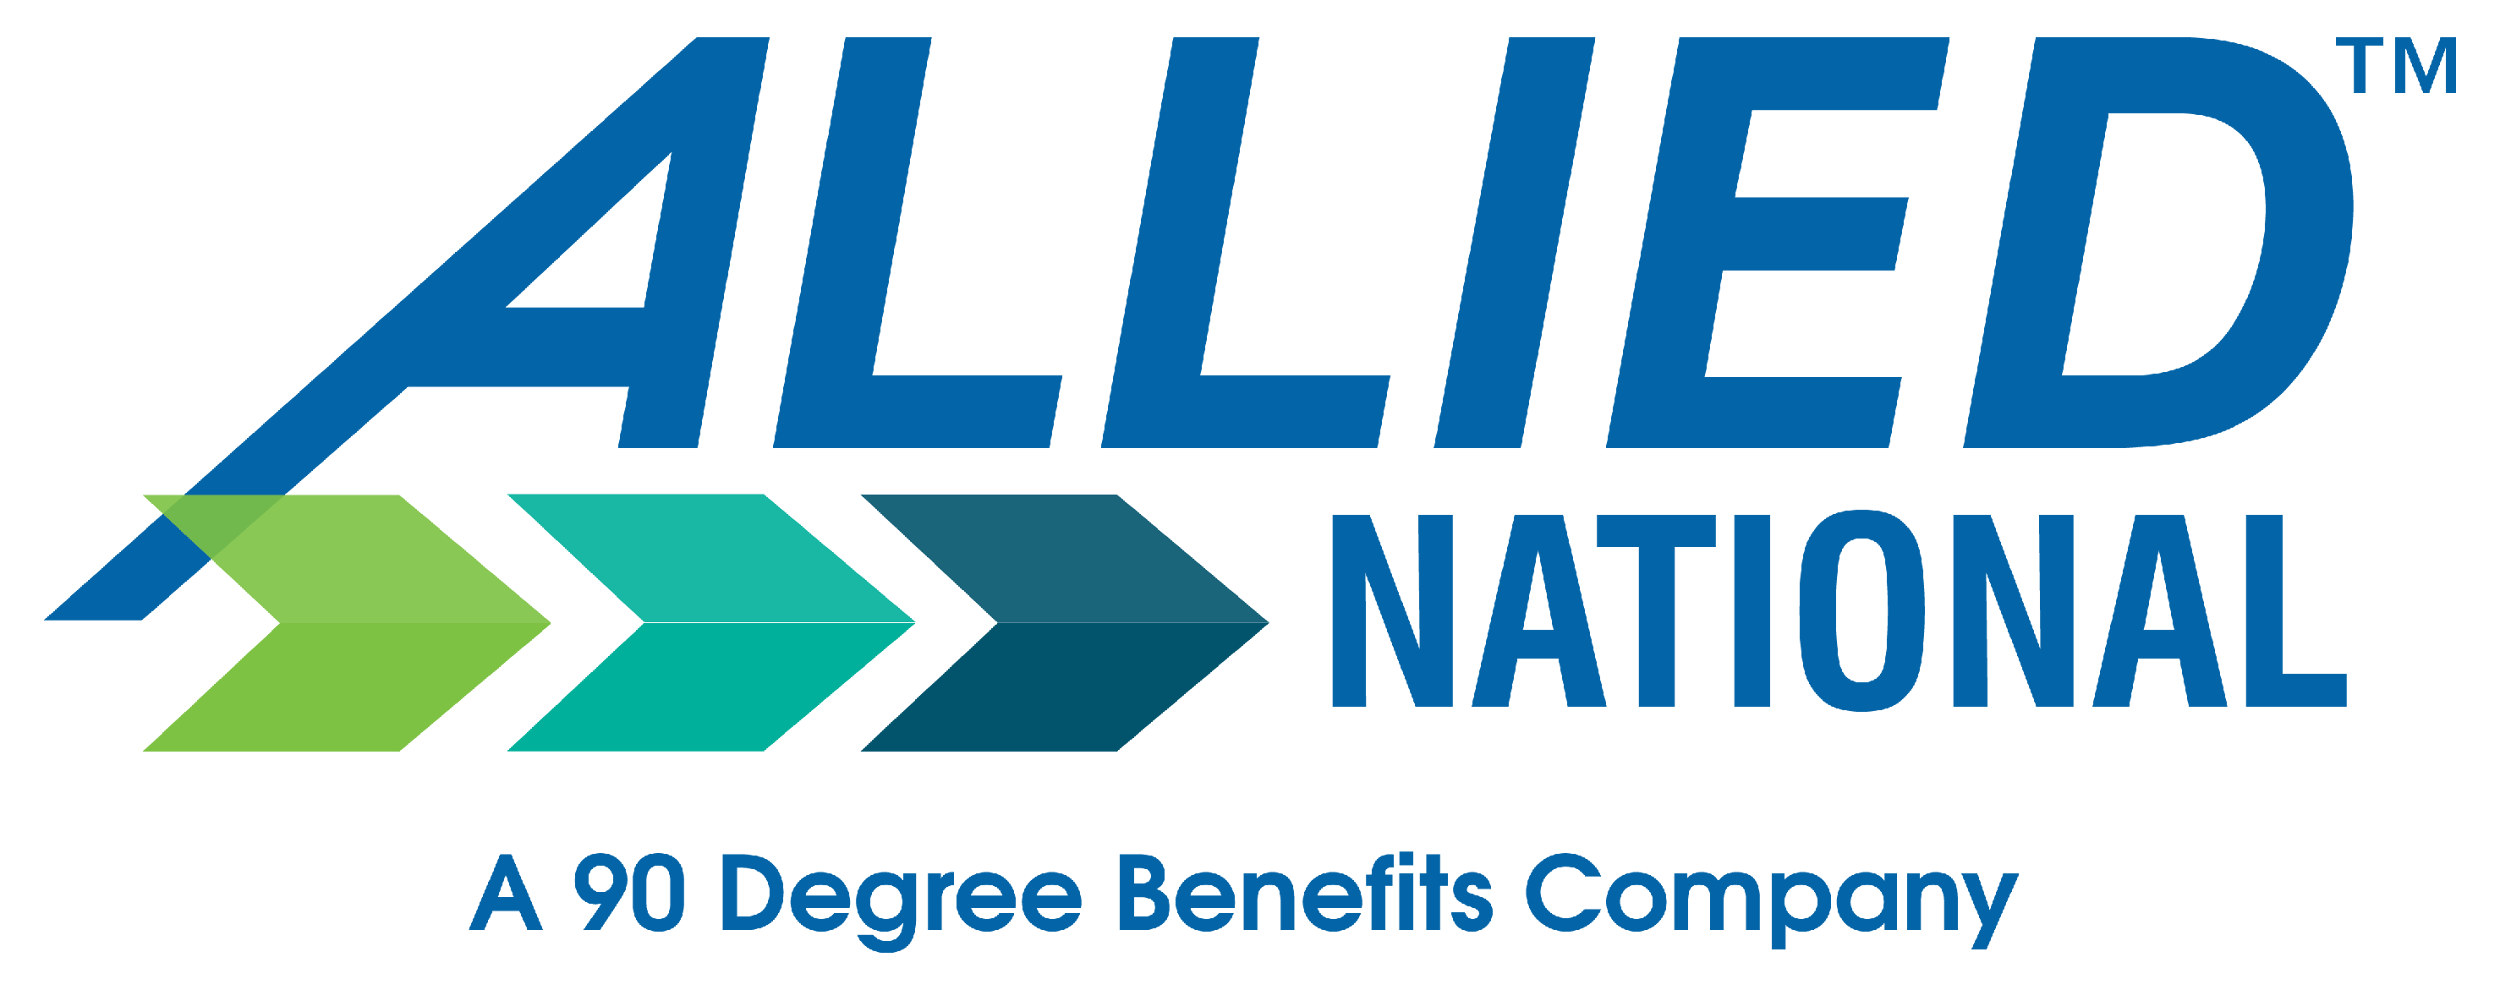 ALLIED™
NATIONAL
A 90 Degree Benefits Company